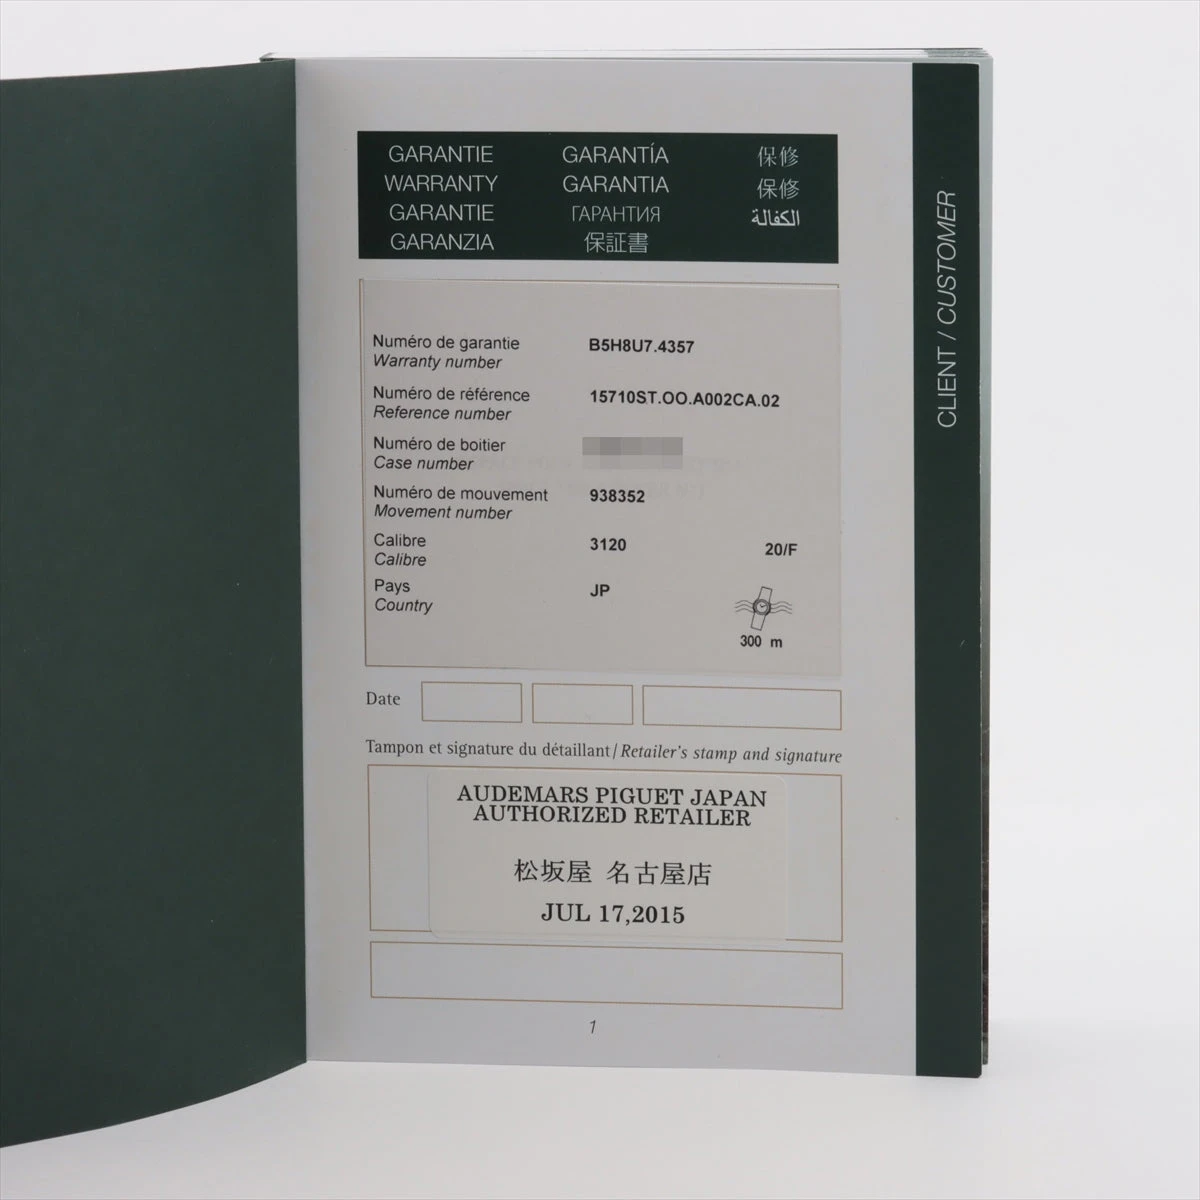 GARANTIE GARANTÍA 保修
WARRANTY GARANTIA 保修
GARANTIE ГАРАНТИЯ الكفالة
GARANZIA 保証書
CLIENT / CUSTOMER
Numéro de garantie B5H8U7.4357
Warranty number
Numéro de référence 15710ST.OO.A002CA.02
Reference number
Numéro de boitier
Case number
Numéro de mouvement 938352
Movement number
Calibre 3120 20/F
Calibre
Pays JP
Country
300 m
Date
Tampon et signature du détaillant / Retailer's stamp and signature
AUDEMARS PIGUET JAPAN
AUTHORIZED RETAILER
松坂屋 名古屋店
JUL 17,2015
1